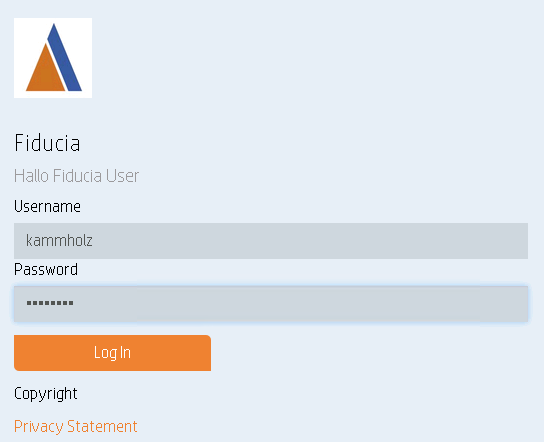 Fiducia
Hallo Fiducia User
Username
kammholz
Password
••••••••
Log In
Copyright
Privacy Statement